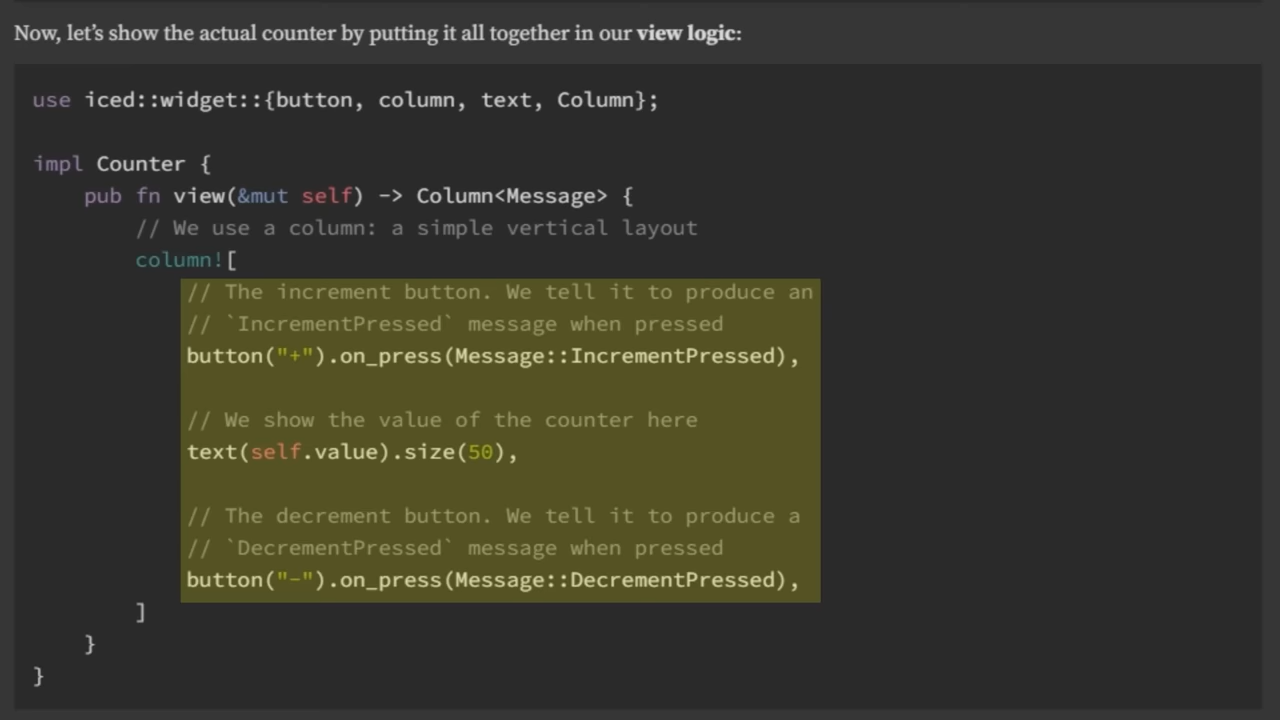 Now, let's show the actual counter by putting it all together in our view logic:
use iced::widget::{button, column, text, Column};
impl Counter {
    pub fn view(&mut self) -> Column<Message> {
        // We use a column: a simple vertical layout
        column![
            // The increment button. We tell it to produce an
            // `IncrementPressed` message when pressed
            button("+").on_press(Message::IncrementPressed),
            // We show the value of the counter here
            text(self.value).size(50),
            // The decrement button. We tell it to produce a
            // `DecrementPressed` message when pressed
            button("-").on_press(Message::DecrementPressed),
        ]
    }
}